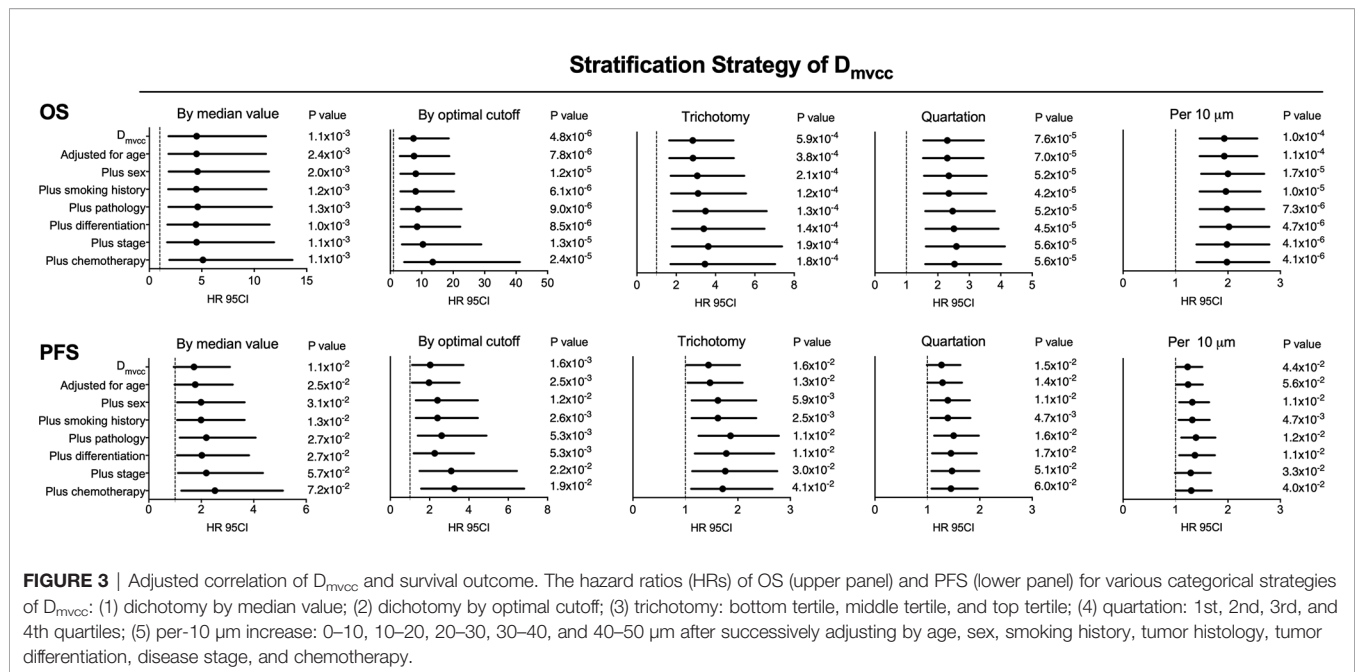 Stratification Strategy of Dmvcc
OS
By median value P value By optimal cutoff P value Trichotomy P value Quartation P value Per 10 μm P value
Dmvcc 1.1x10-3 4.8x10-6 5.9x10-4 7.6x10-5 1.0x10-4
Adjusted for age 2.4x10-3 7.8x10-6 3.8x10-4 7.0x10-5 1.1x10-4
Plus sex 2.0x10-3 1.2x10-5 2.1x10-4 5.2x10-5 1.7x10-5
Plus smoking history 1.2x10-3 6.1x10-6 1.2x10-4 4.2x10-5 1.0x10-5
Plus pathology 1.3x10-3 9.0x10-6 1.3x10-4 5.2x10-5 7.3x10-6
Plus differentiation 1.0x10-3 8.5x10-6 1.4x10-4 4.5x10-5 4.7x10-6
Plus stage 1.1x10-3 1.3x10-5 1.9x10-4 5.6x10-5 4.1x10-6
Plus chemotherapy 1.1x10-3 2.4x10-5 1.8x10-4 5.6x10-5 4.1x10-6
0 5 10 15 0 10 20 30 40 50 0 2 4 6 8 0 1 2 3 4 5 0 1 2 3
HR 95CI HR 95CI HR 95CI HR 95CI HR 95CI
PFS
By median value P value By optimal cutoff P value Trichotomy P value Quartation P value Per 10 μm P value
Dmvcc 1.1x10-2 1.6x10-3 1.6x10-2 1.5x10-2 4.4x10-2
Adjusted for age 2.5x10-2 2.5x10-3 1.3x10-2 1.4x10-2 5.6x10-2
Plus sex 3.1x10-2 1.2x10-2 5.9x10-3 1.1x10-2 1.1x10-2
Plus smoking history 1.3x10-2 2.6x10-3 2.5x10-3 4.7x10-3 4.7x10-3
Plus pathology 2.7x10-2 5.3x10-3 1.1x10-2 1.6x10-2 1.2x10-2
Plus differentiation 2.7x10-2 5.3x10-3 1.1x10-2 1.7x10-2 1.1x10-2
Plus stage 5.7x10-2 2.2x10-2 3.0x10-2 5.1x10-2 3.3x10-2
Plus chemotherapy 7.2x10-2 1.9x10-2 4.1x10-2 6.0x10-2 4.0x10-2
0 2 4 6 0 2 4 6 8 0 1 2 3 0 1 2 3 0 1 2 3
HR 95CI HR 95CI HR 95CI HR 95CI HR 95CI
FIGURE 3 | Adjusted correlation of Dmvcc and survival outcome. The hazard ratios (HRs) of OS (upper panel) and PFS (lower panel) for various categorical strategies
of Dmvcc: (1) dichotomy by median value; (2) dichotomy by optimal cutoff; (3) trichotomy: bottom tertile, middle tertile, and top tertile; (4) quartation: 1st, 2nd, 3rd, and
4th quartiles; (5) per-10 μm increase: 0–10, 10–20, 20–30, 30–40, and 40–50 μm after successively adjusting by age, sex, smoking history, tumor histology, tumor
differentiation, disease stage, and chemotherapy.